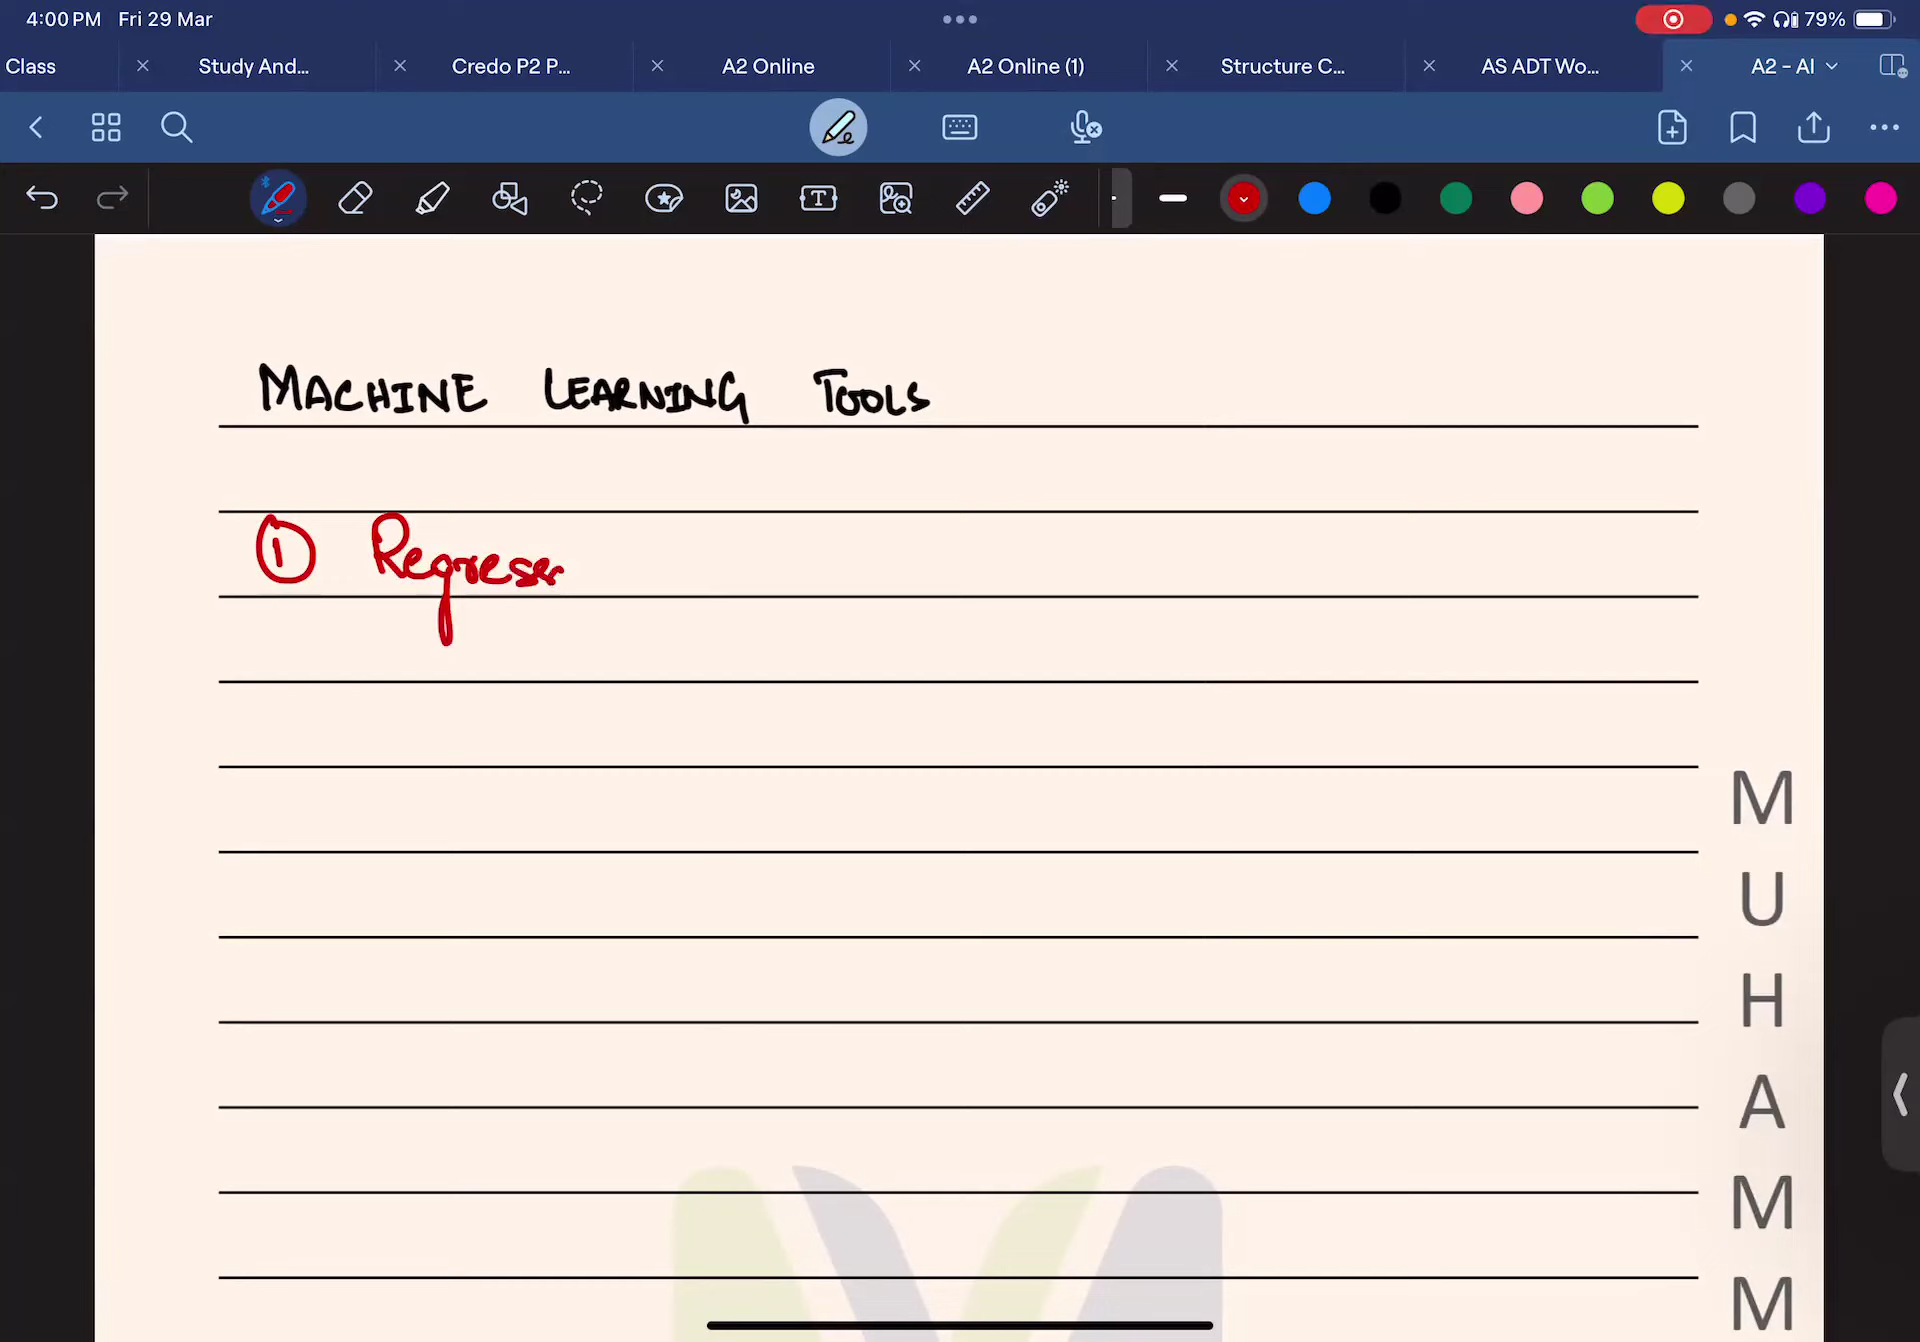 4:00 PM Fri 29 Mar
79%
Class
Study And...
Credo P2 P...
A2 Online
A2 Online (1)
Structure C...
AS ADT Wo...
A2 - AI
MACHINE LEARNING TOOLS
① Regress
M
U
H
A
M
M